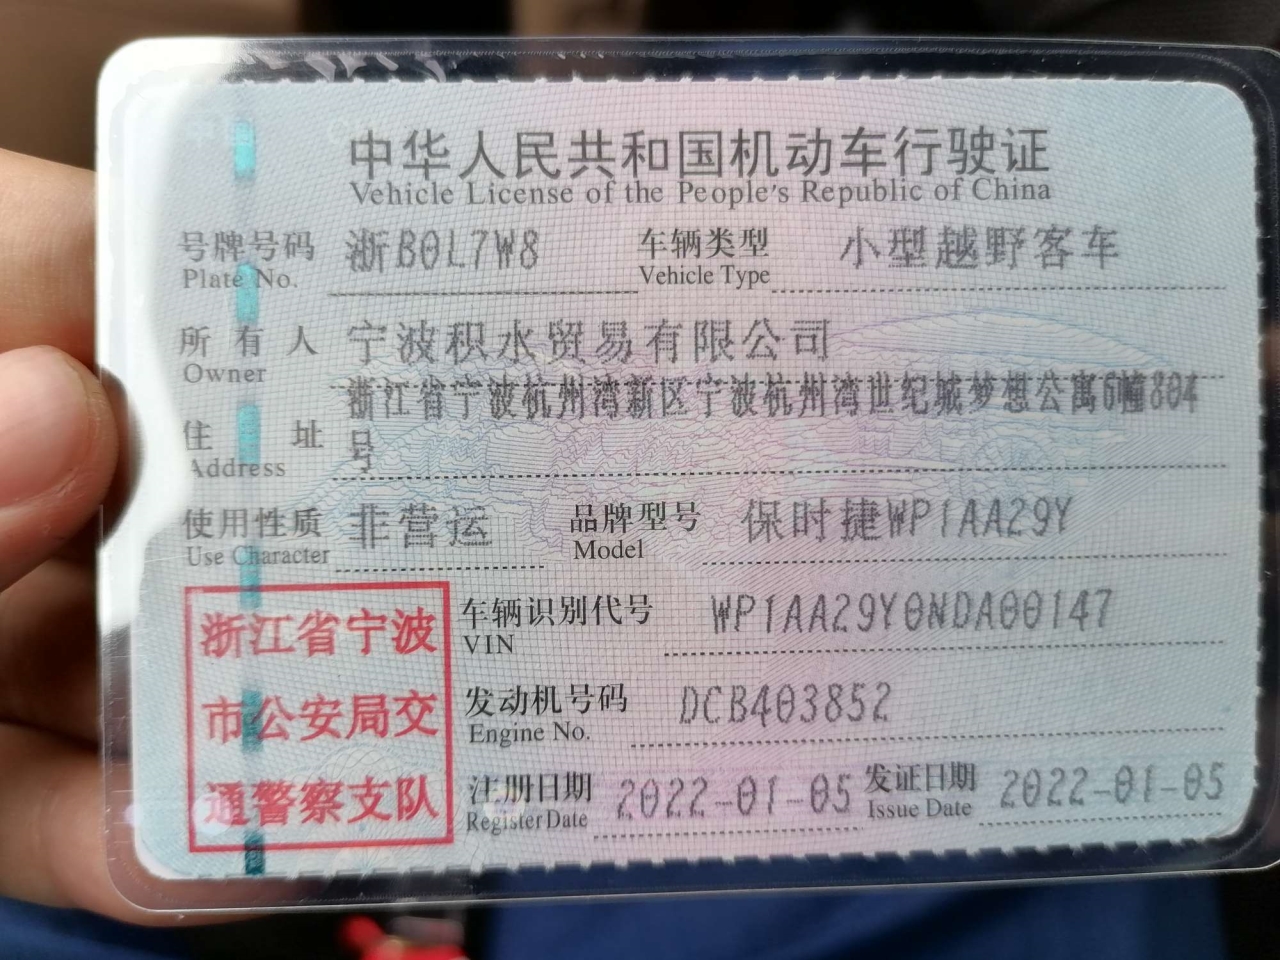 中华人民共和国机动车行驶证
Vehicle License of the People's Republic of China
号牌号码 浙B0L7W8 车辆类型 小型越野客车
Plate No. Vehicle Type
所有人 宁波积水贸易有限公司
Owner
浙江省宁波杭州湾新区宁波杭州湾世纪城梦想公寓6幢804
住址 号
Address
使用性质 非营运 品牌型号 保时捷WP1AA29Y
Use Character Model
浙江省宁波
市公安局交
通警察支队
车辆识别代号 WP1AA29Y0NDA00147
VIN
发动机号码 DCB403852
Engine No.
注册日期 2022-01-05 发证日期 2022-01-05
Register Date Issue Date